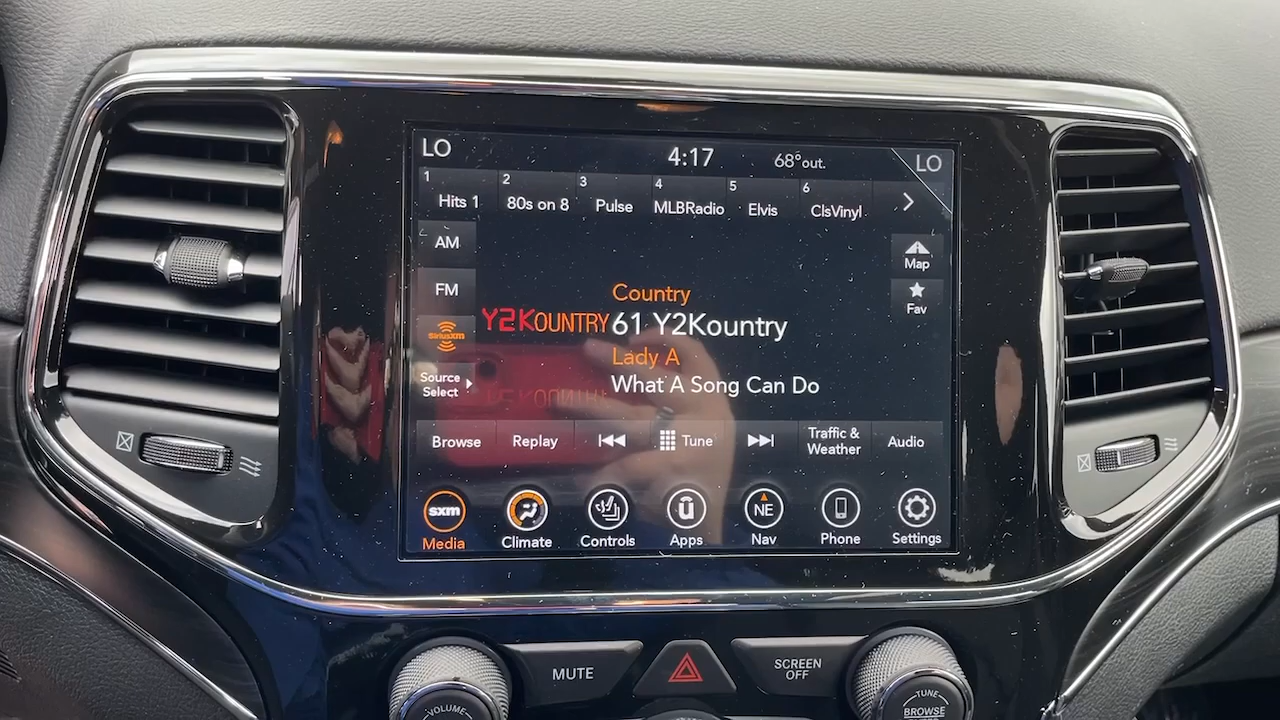 LO
4:17
68°out.
LO
1
Hits 1
2
80s on 8
3
Pulse
4
MLBRadio
5
Elvis
6
ClsVinyl
AM
FM
SiriusXM
Source
Select
Map
Fav
Y2KOUNTRY
Country
61 Y2Kountry
Lady A
What A Song Can Do
Browse
Replay
Tune
Traffic &
Weather
Audio
sxm
Media
Climate
Controls
Apps
NE
Nav
Phone
Settings
MUTE
SCREEN
OFF
VOLUME
TUNE
BROWSE